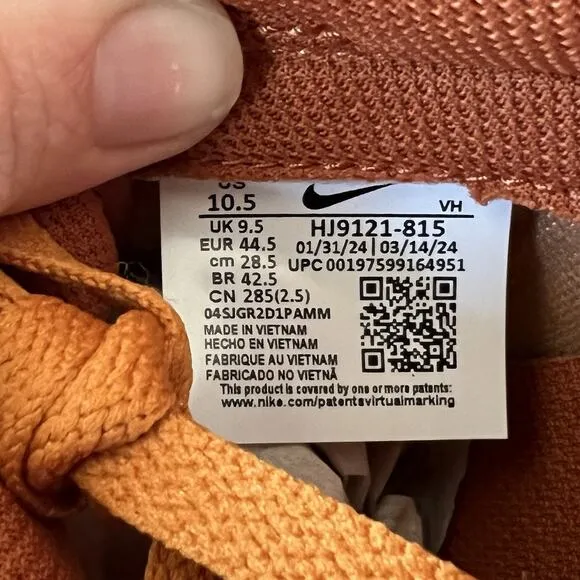 US
10.5
VH
UK 9.5
HJ9121-815
EUR 44.5
01/31/24 | 03/14/24
cm 28.5
UPC 00197599164951
BR 42.5
CN 285(2.5)
04SJGR2D1PAMM
MADE IN VIETNAM
HECHO EN VIETNAM
FABRIQUE AU VIETNAM
FABRICADO NO VIETNÃ
This product is covered by one or more patents:
www.nike.com/patentsvirtualmarking